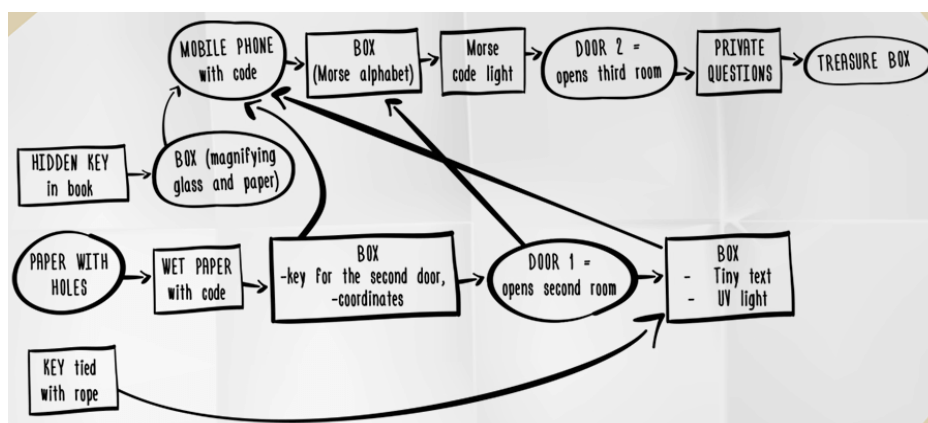 MOBILE PHONE
with code
BOX
(Morse alphabet)
Morse
code light
DOOR 2 =
opens third room
PRIVATE
QUESTIONS
TREASURE BOX
HIDDEN KEY
in book
BOX (magnifying
glass and paper)
PAPER WITH
HOLES
WET PAPER
with code
BOX
-key for the second door,
-coordinates
DOOR 1 =
opens second room
BOX
- Tiny text
- UV light
KEY tied
with rope